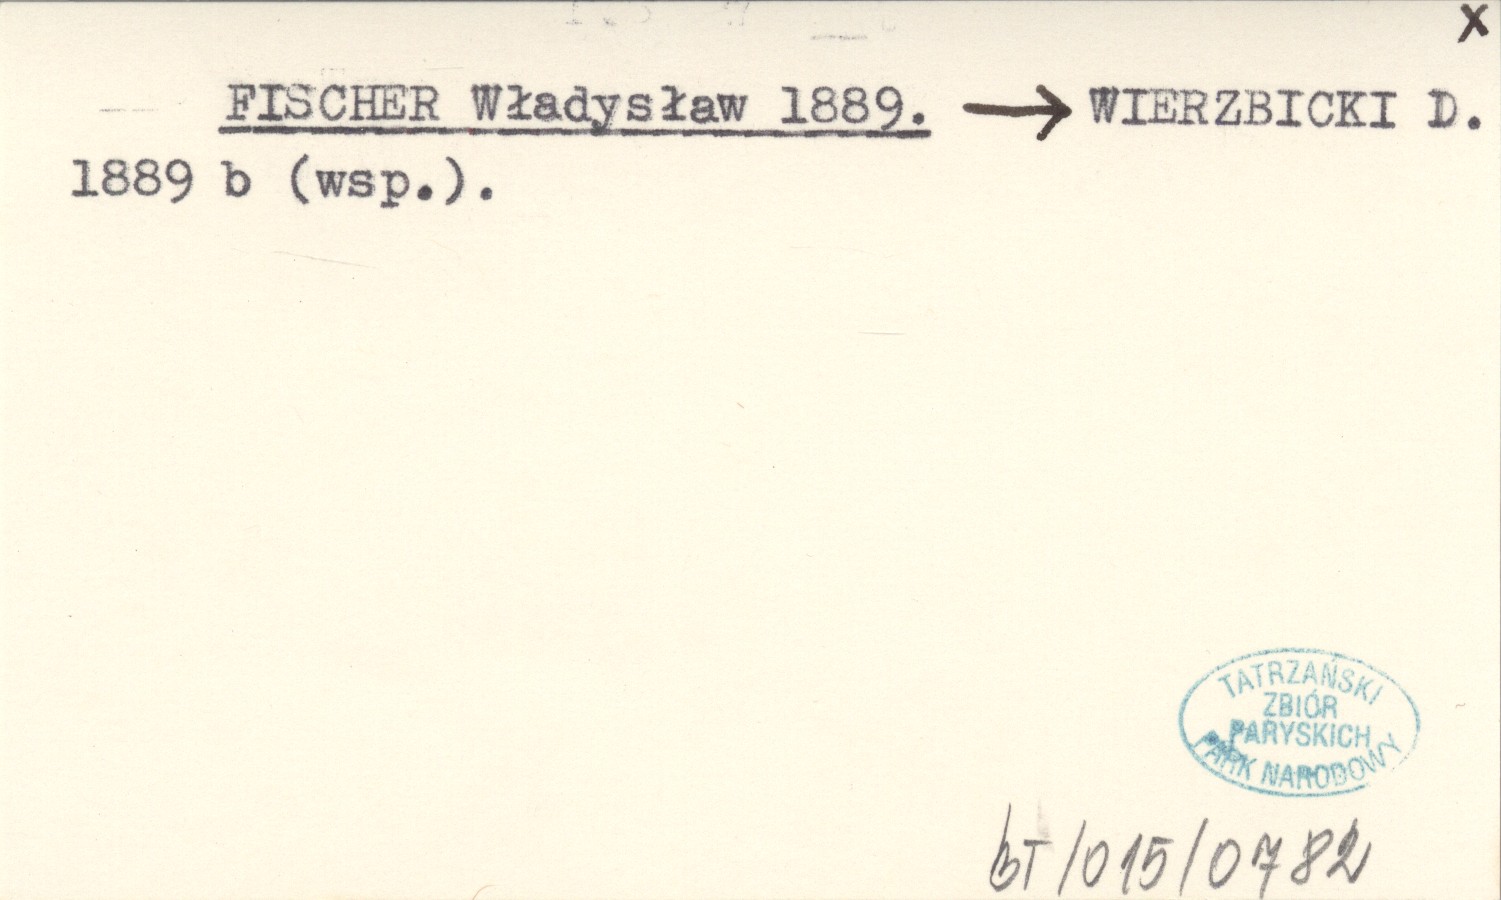 X
FISCHER Władysław 1889. → WIERZBICKI D.
1889 b (wsp.).
TATRZAŃSKI
ZBIÓR
PARYSKICH
PARK NARODOWY
bT/015/0782